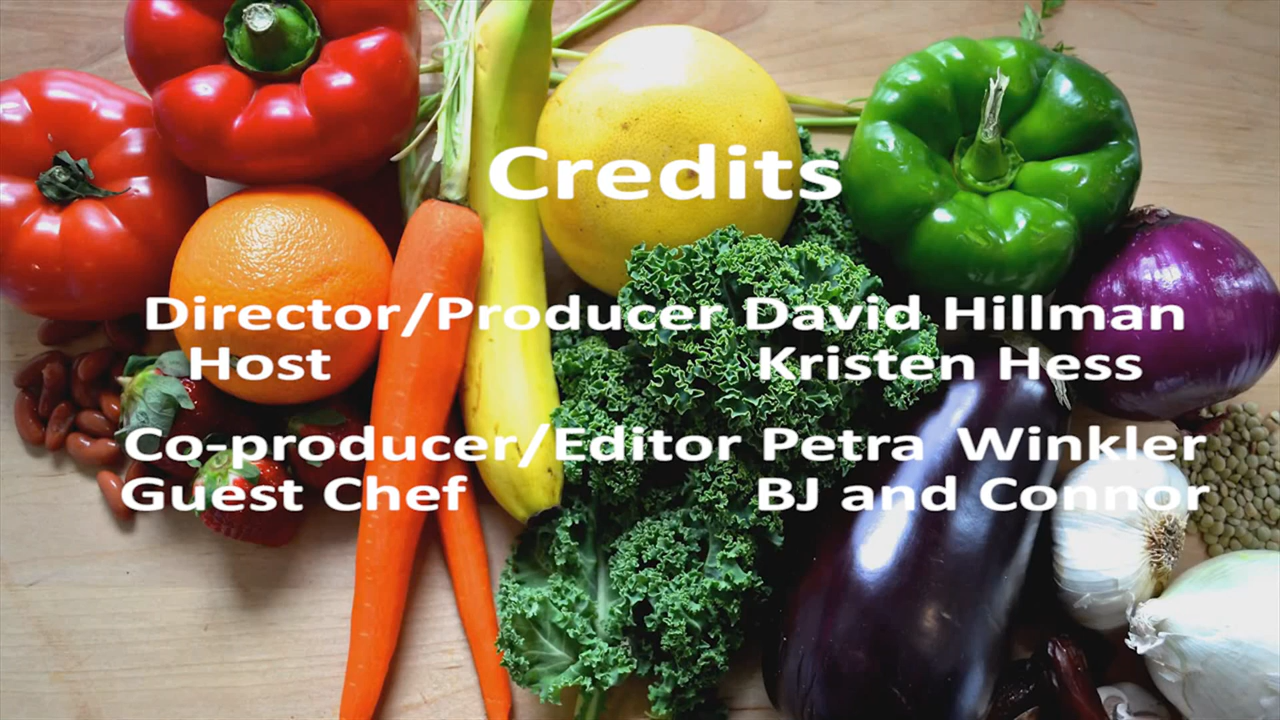 Credits
Director/Producer David Hillman
Host Kristen Hess
Co-producer/Editor Petra Winkler
Guest Chef BJ and Connor